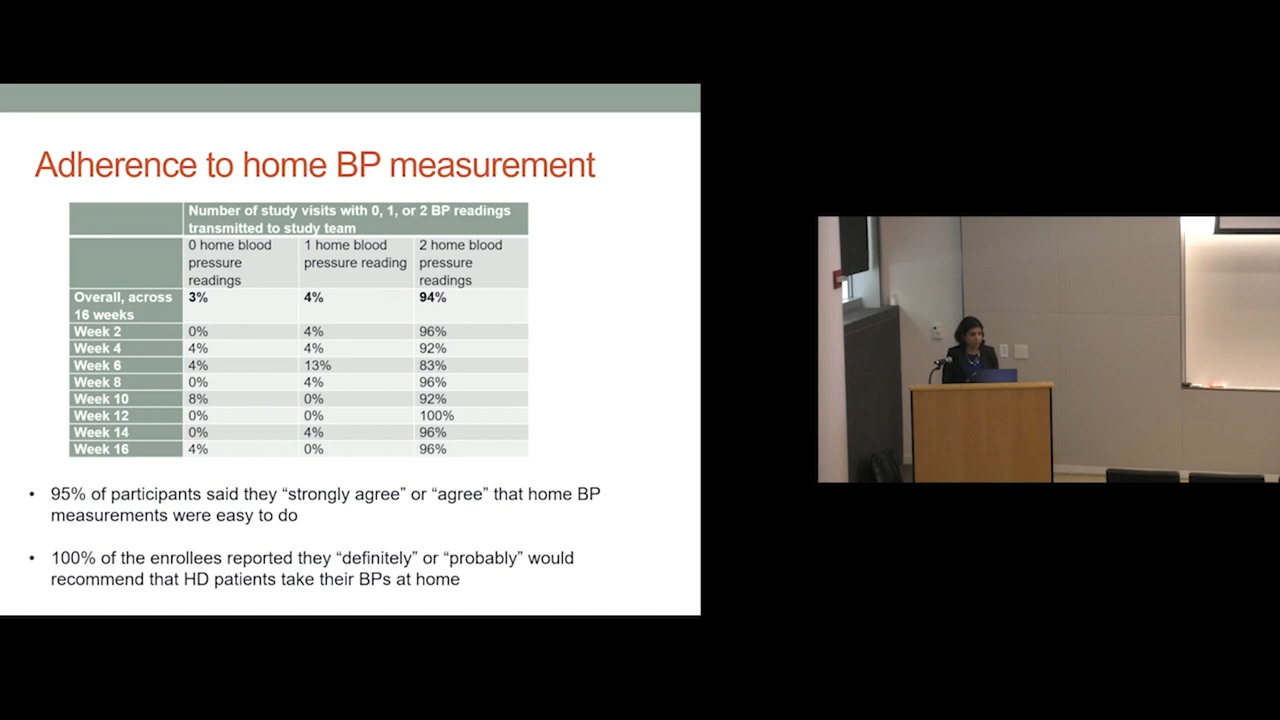 Adherence to home BP measurement
Number of study visits with 0, 1, or 2 BP readings
transmitted to study team
0 home blood pressure readings
1 home blood pressure reading
2 home blood pressure readings
Overall, across 16 weeks 3% 4% 94%
Week 2 0% 4% 96%
Week 4 4% 4% 92%
Week 6 4% 13% 83%
Week 8 0% 4% 96%
Week 10 8% 0% 92%
Week 12 0% 0% 100%
Week 14 0% 4% 96%
Week 16 4% 0% 96%
• 95% of participants said they “strongly agree” or “agree” that home BP
measurements were easy to do
• 100% of the enrollees reported they “definitely” or “probably” would
recommend that HD patients take their BPs at home